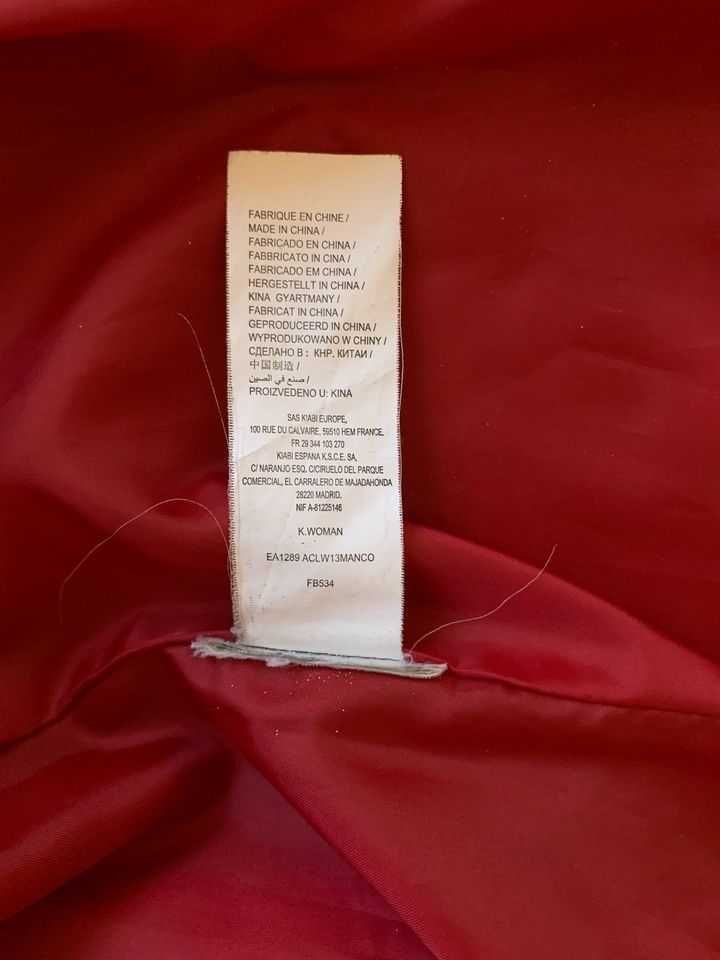 FABRIQUE EN CHINE /
MADE IN CHINA /
FABRICADO EN CHINA /
FABBRICATO IN CINA /
FABRICADO EM CHINA /
HERGESTELLT IN CHINA /
KINA GYARTMANY /
FABRICAT IN CHINA /
GEPRODUCEERD IN CHINA /
WYPRODUKOWANO W CHINY /
СДЕЛАНО В : КНР. КИТАИ /
中国制造 /
صنع في الصين /
PROIZVEDENO U: KINA
SAS KIABI EUROPE,
100 RUE DU CALVAIRE, 59510 HEM FRANCE,
FR 29 344 103 270
KIABI ESPANA K.S.C.E. SA,
C/ NARANJO ESQ. C/CIRUELO DEL PARQUE
COMERCIAL, EL CARRALERO DE MAJADAHONDA
28220 MADRID.
NIF A-81225146
K.WOMAN
EA1289 ACLW13MANCO
FB534